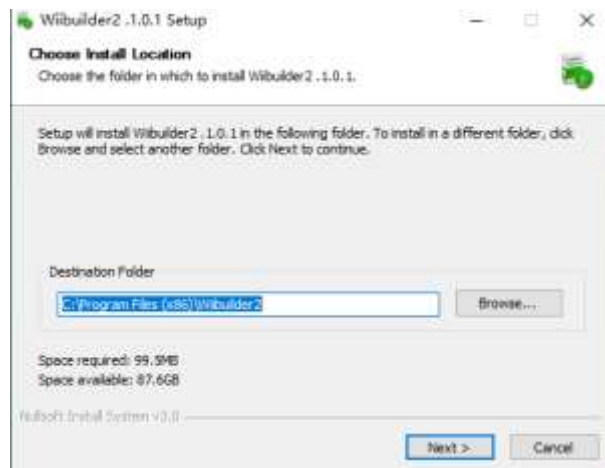 Wiibuilder2 .1.0.1 Setup
Choose Install Location
Choose the folder in which to install Wiibuilder2 .1.0.1.
Setup will install Wiibuilder2 .1.0.1 in the following folder. To install in a different folder, click
Browse and select another folder. Click Next to continue.
Destination Folder
C:\Program Files (x86)\Wiibuilder2
Browse...
Space required: 99.5MB
Space available: 87.6GB
Nullsoft Install System v3.0
Next >
Cancel